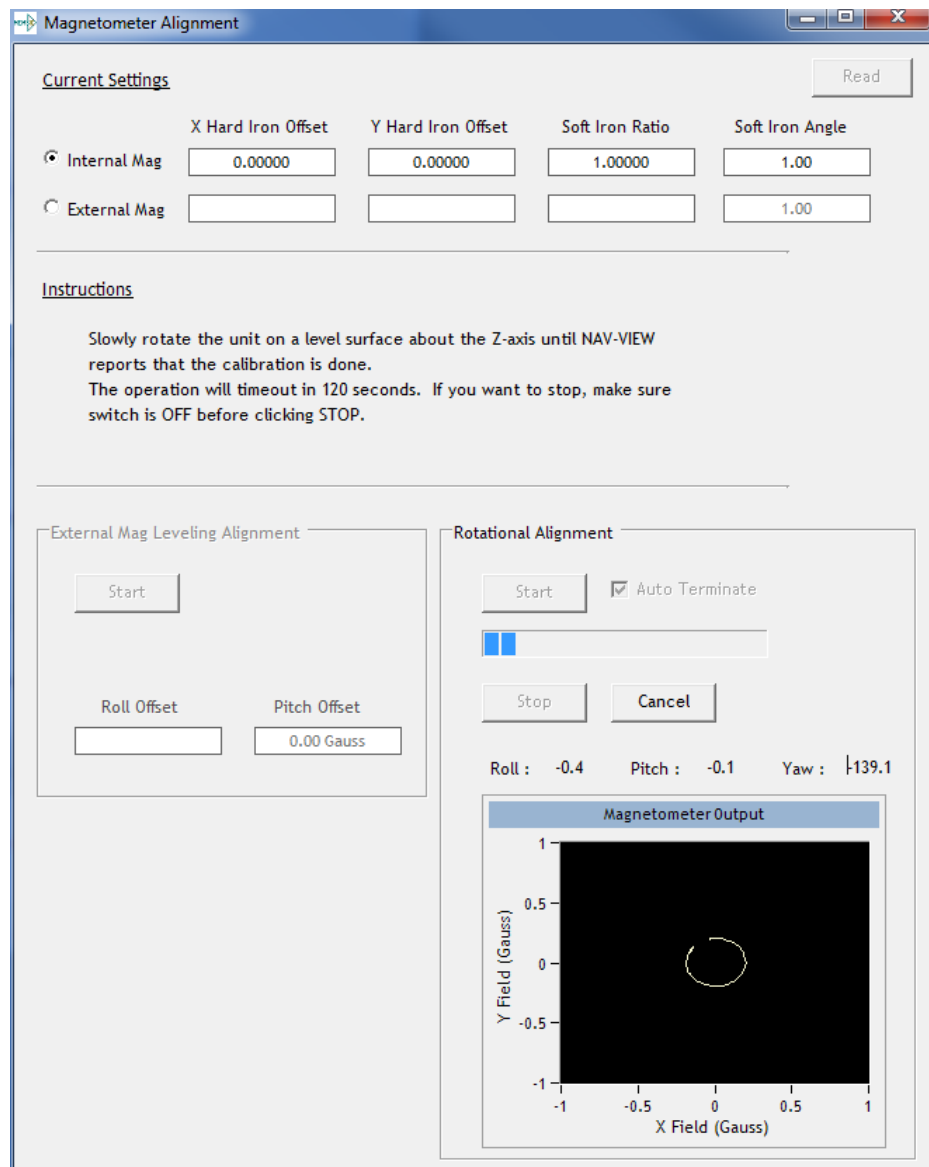 Magnetometer Alignment
Current Settings
Read
X Hard Iron Offset Y Hard Iron Offset Soft Iron Ratio Soft Iron Angle
Internal Mag 0.00000 0.00000 1.00000 1.00
External Mag 1.00
Instructions
Slowly rotate the unit on a level surface about the Z-axis until NAV-VIEW
reports that the calibration is done.
The operation will timeout in 120 seconds. If you want to stop, make sure
switch is OFF before clicking STOP.
External Mag Leveling Alignment
Start
Roll Offset Pitch Offset
0.00 Gauss
Rotational Alignment
Start Auto Terminate
Stop Cancel
Roll : -0.4 Pitch : -0.1 Yaw : -139.1
Magnetometer Output
Y Field (Gauss)
1
0.5
0
-0.5
-1
-1 -0.5 0 0.5 1
X Field (Gauss)